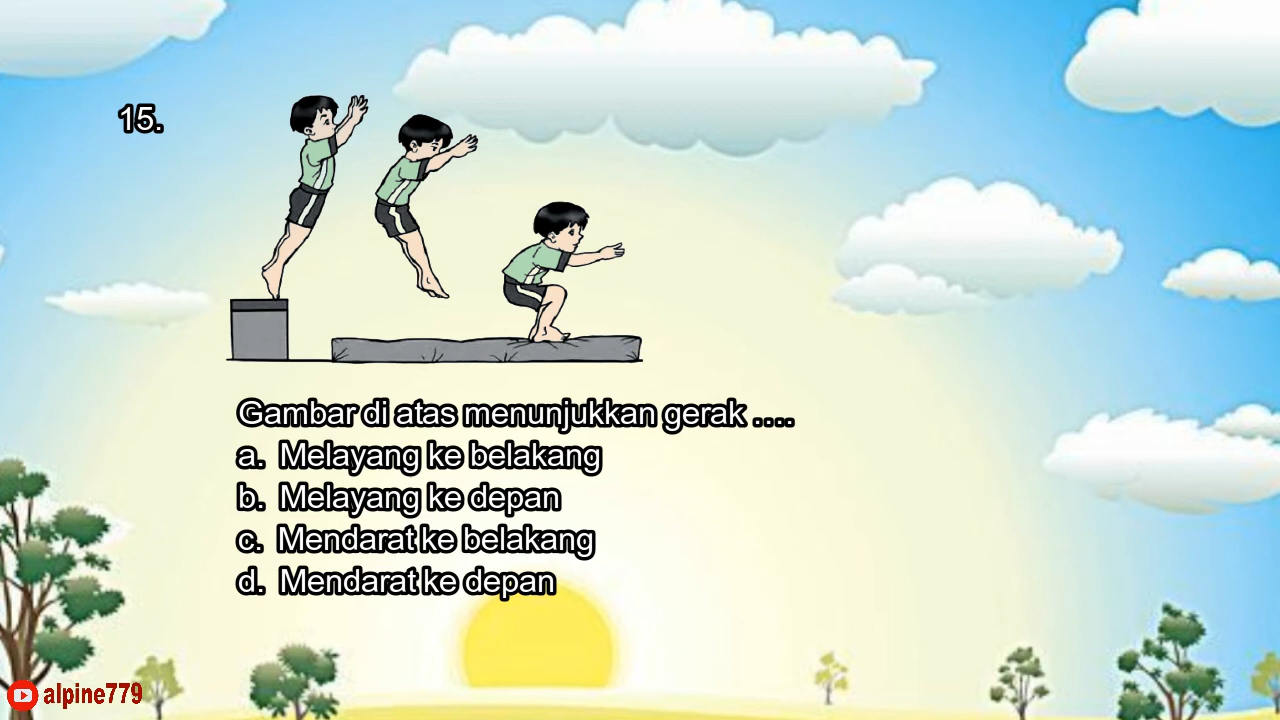 15.
Gambar di atas menunjukkan gerak ....
a. Melayang ke belakang
b. Melayang ke depan
c. Mendarat ke belakang
d. Mendarat ke depan
alpine779